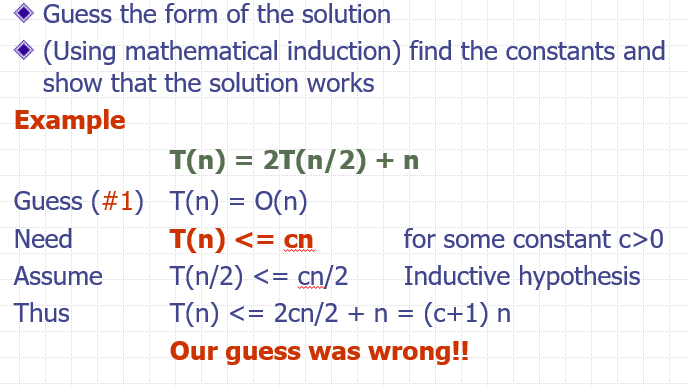 Guess the form of the solution
(Using mathematical induction) find the constants and
show that the solution works
Example
T(n) = 2T(n/2) + n
Guess (#1) T(n) = O(n)
Need T(n) <= cn for some constant c>0
Assume T(n/2) <= cn/2 Inductive hypothesis
Thus T(n) <= 2cn/2 + n = (c+1) n
Our guess was wrong!!